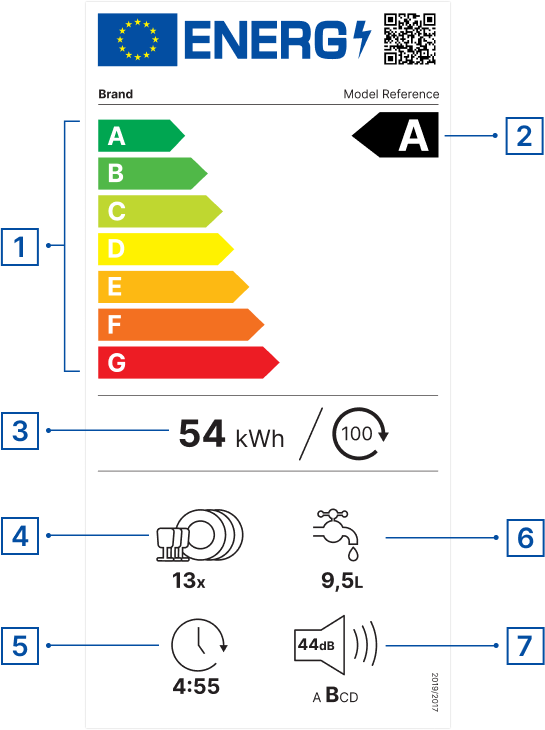 ENERG
Brand Model Reference
A A 2
B
C
1 D
E
F
G
3 54 kWh / 100
4 6
13x 9,5L
5 44dB 7
4:55 A BCD
2019/2017